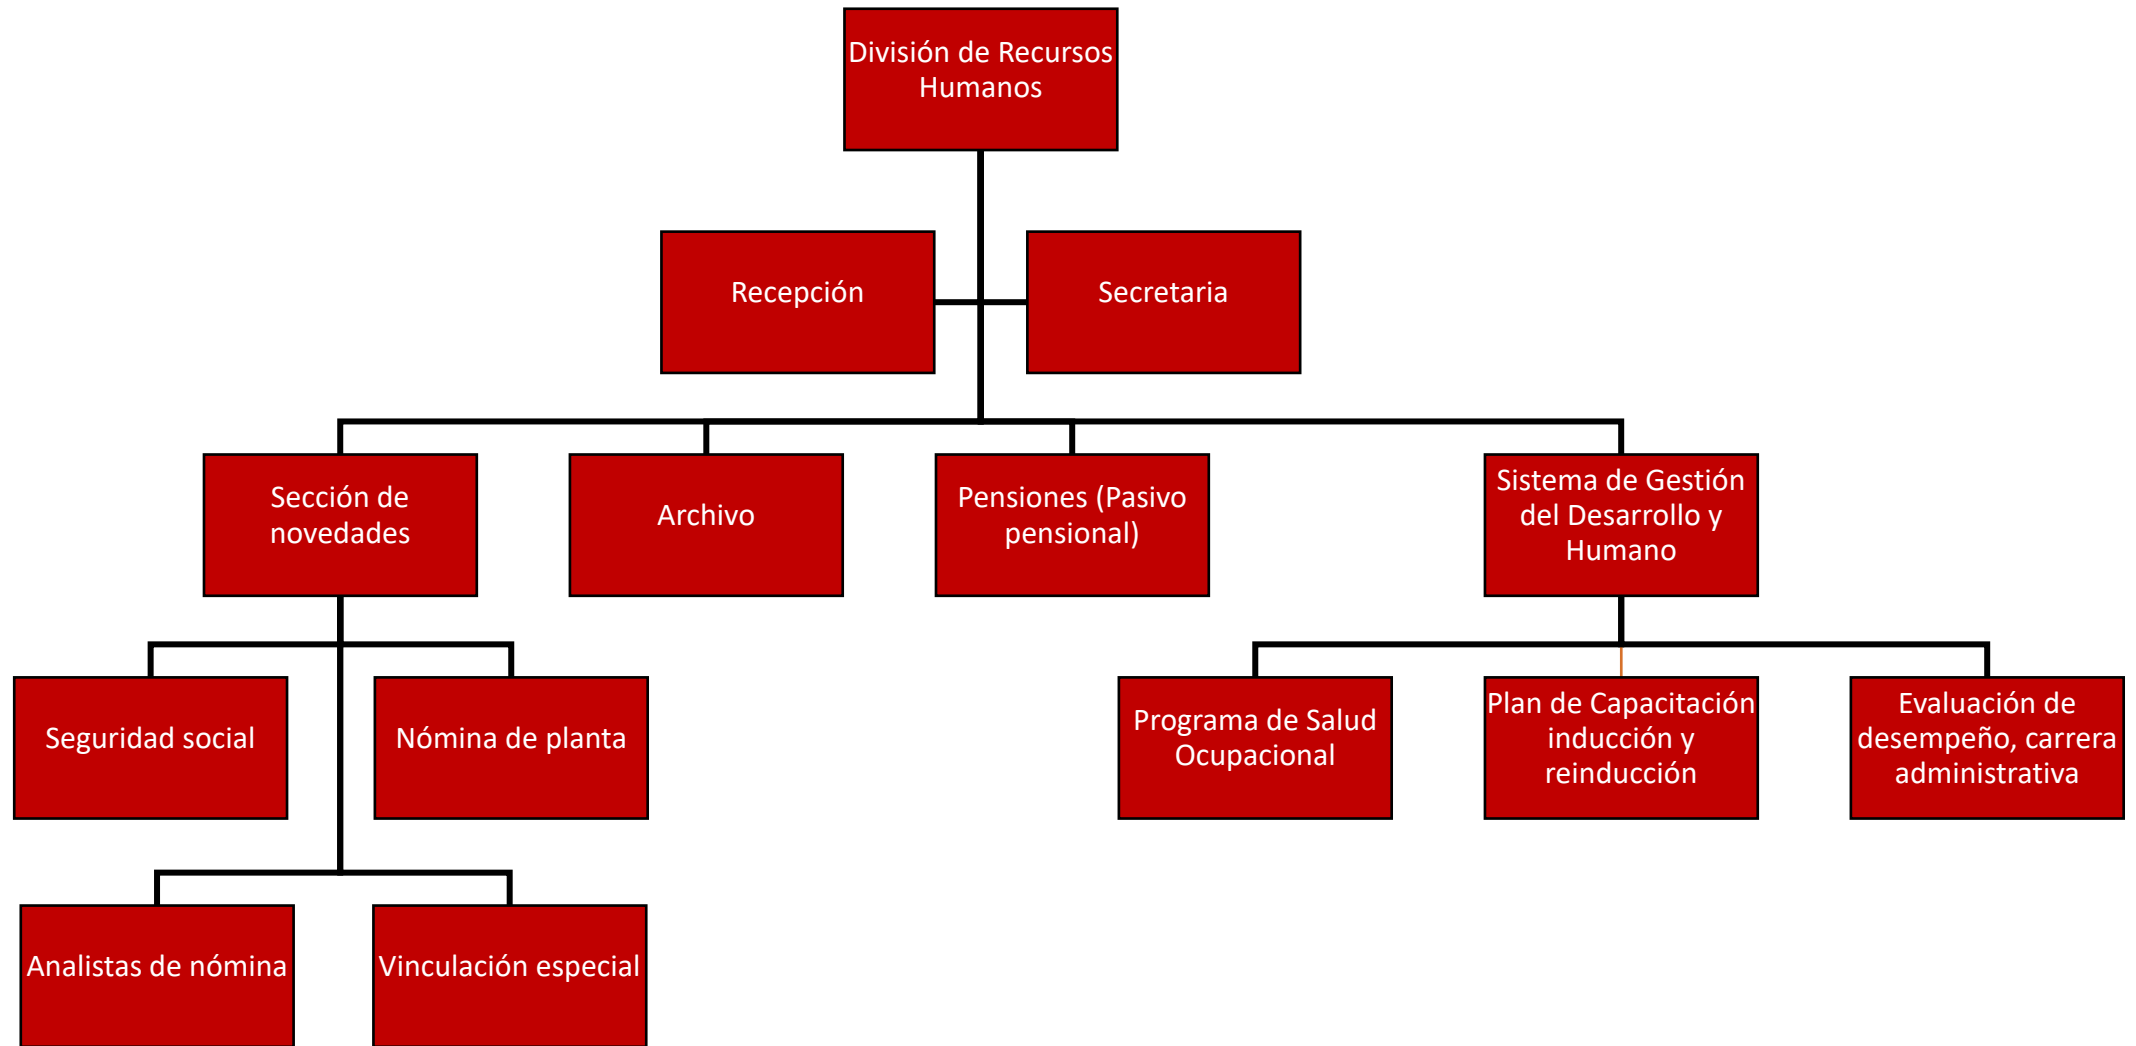 División de Recursos
Humanos
Recepción
Secretaria
Sección de
novedades
Archivo
Pensiones (Pasivo
pensional)
Sistema de Gestión
del Desarrollo y
Humano
Seguridad social
Nómina de planta
Programa de Salud
Ocupacional
Plan de Capacitación
inducción y
reinducción
Evaluación de
desempeño, carrera
administrativa
Analistas de nómina
Vinculación especial